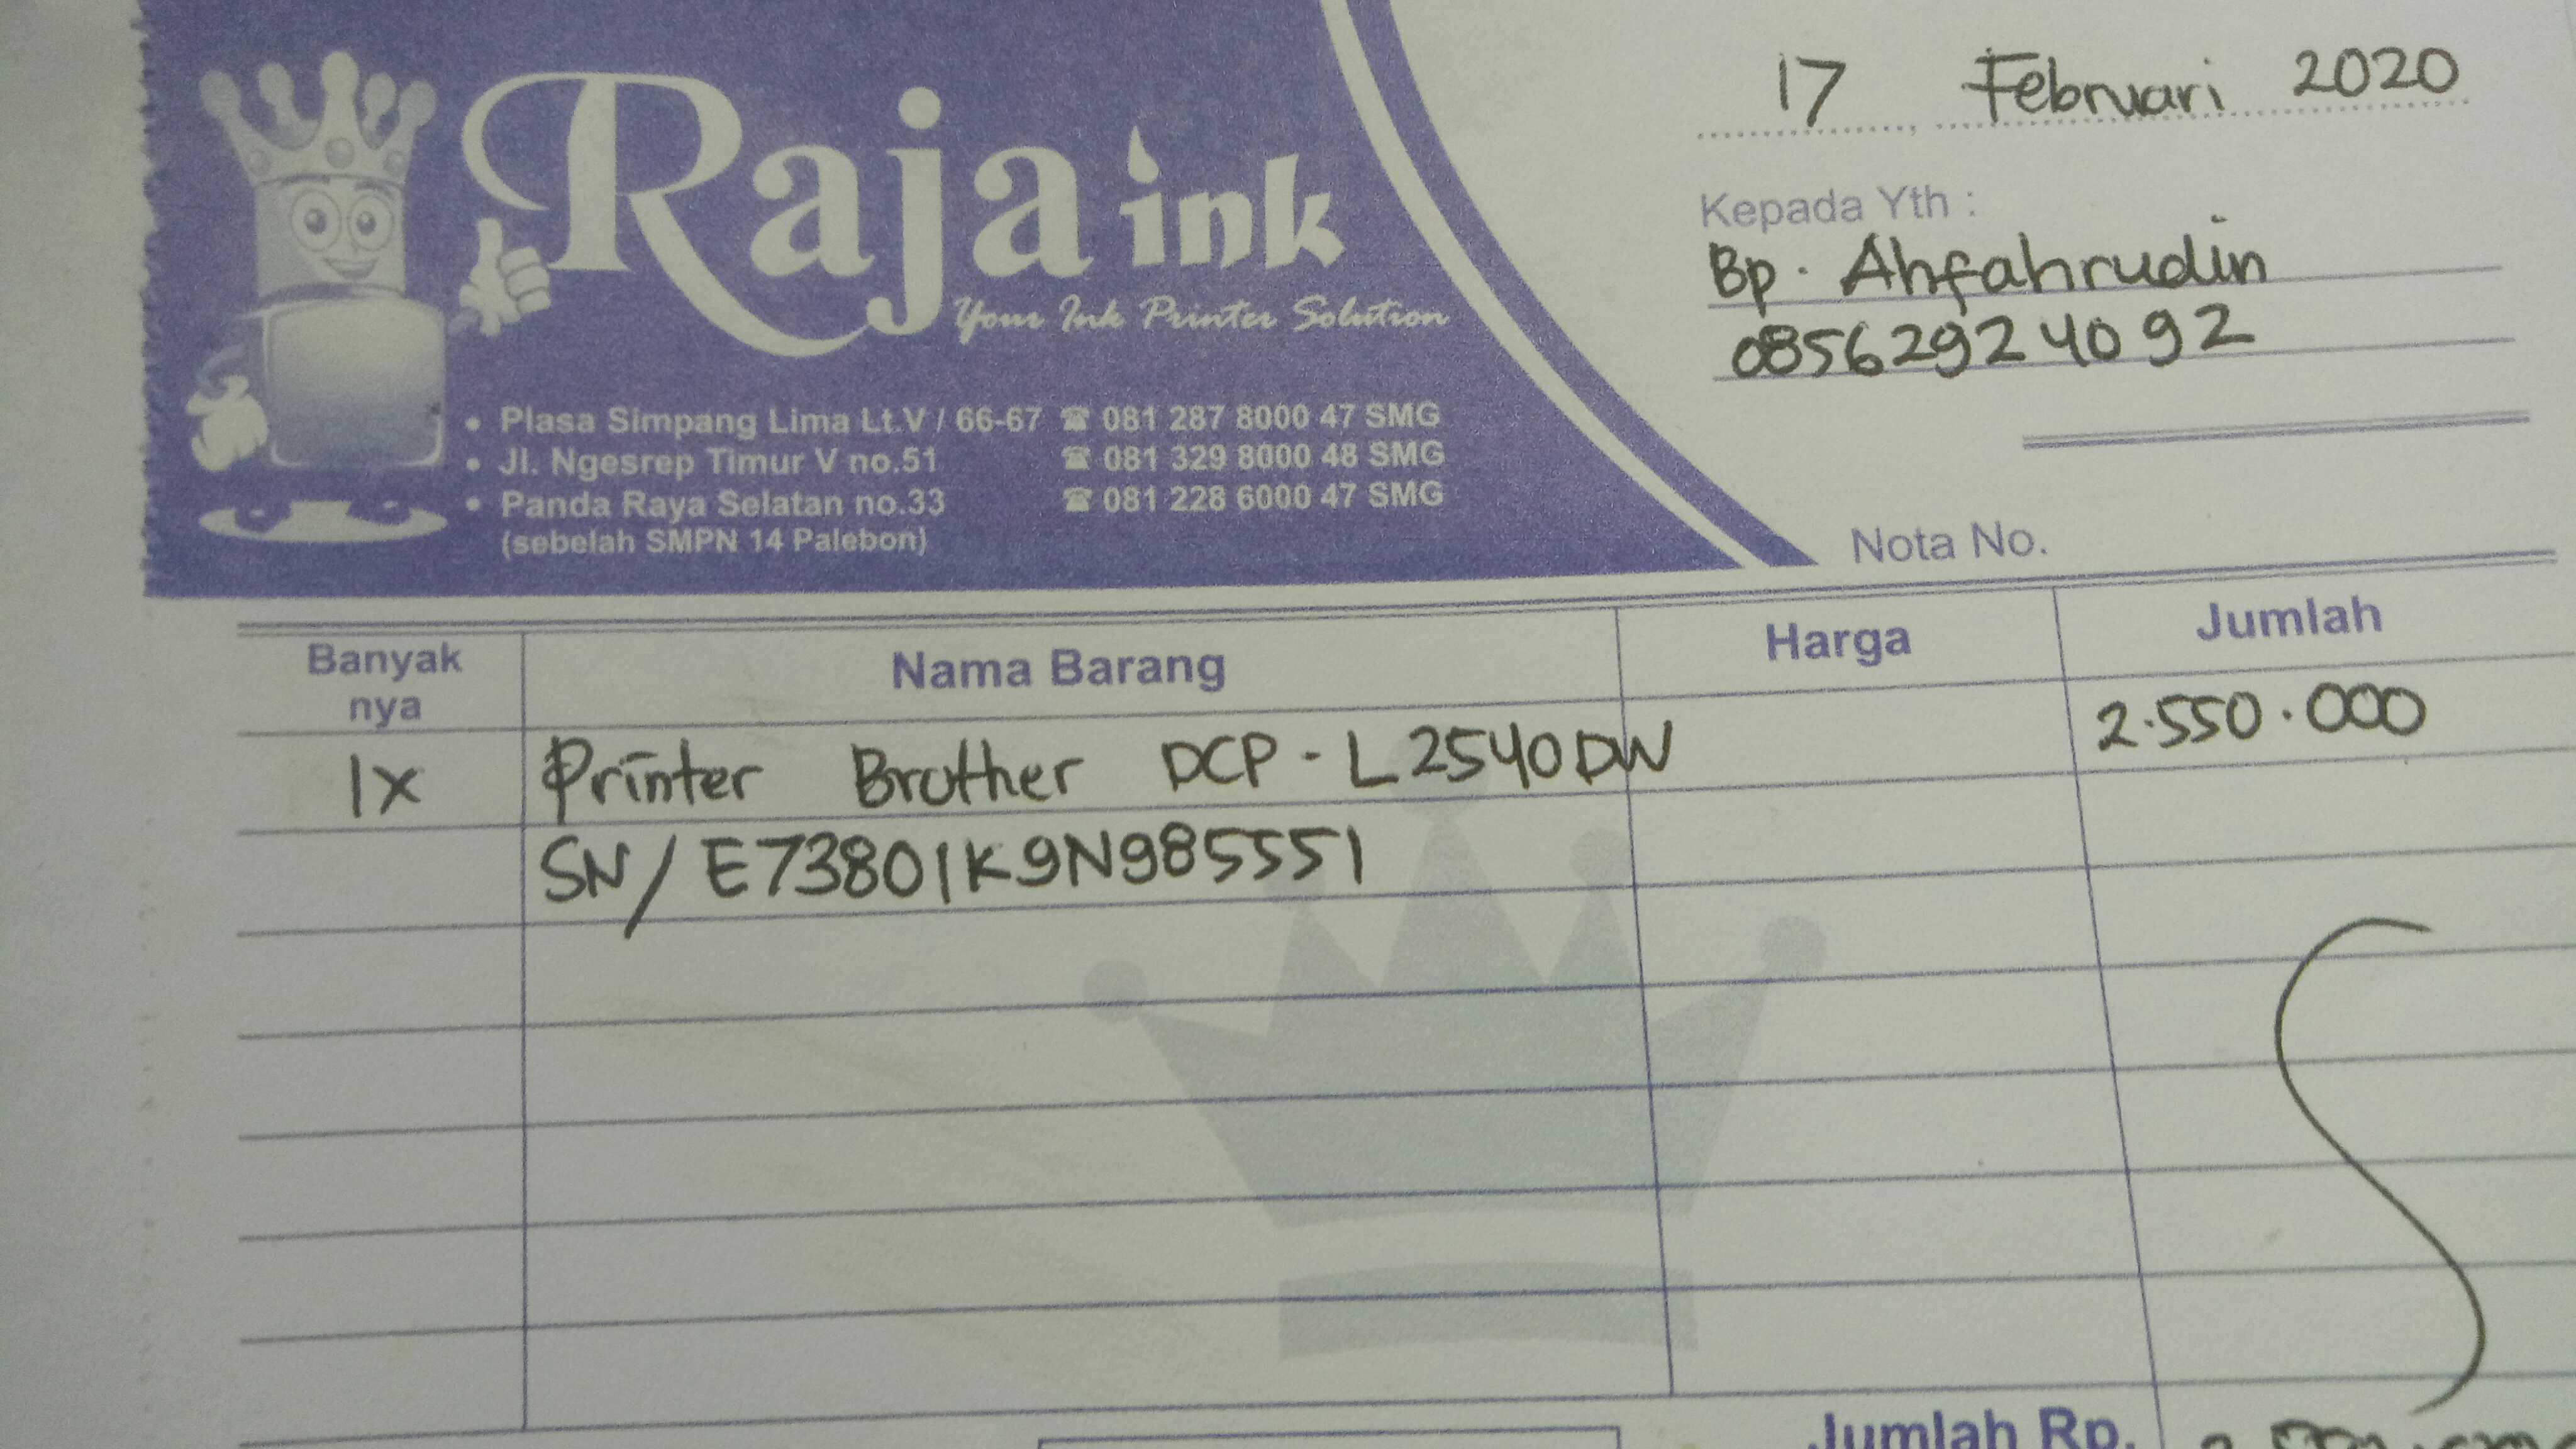 Raja ink
Your Ink Printer Solution
• Plasa Simpang Lima Lt.V / 66-67 ☎ 081 287 8000 47 SMG
• Jl. Ngesrep Timur V no.51 ☎ 081 329 8000 48 SMG
• Panda Raya Selatan no.33 ☎ 081 228 6000 47 SMG
(sebelah SMPN 14 Palebon)
17, Februari 2020
Kepada Yth :
Bp. Ahfahrudin
08562924092
Nota No.
Banyak nya Nama Barang Harga Jumlah
1x Printer Brother DCP-L2540DW 2.550.000
SN/E73801K9N985551
Jumlah Rp.